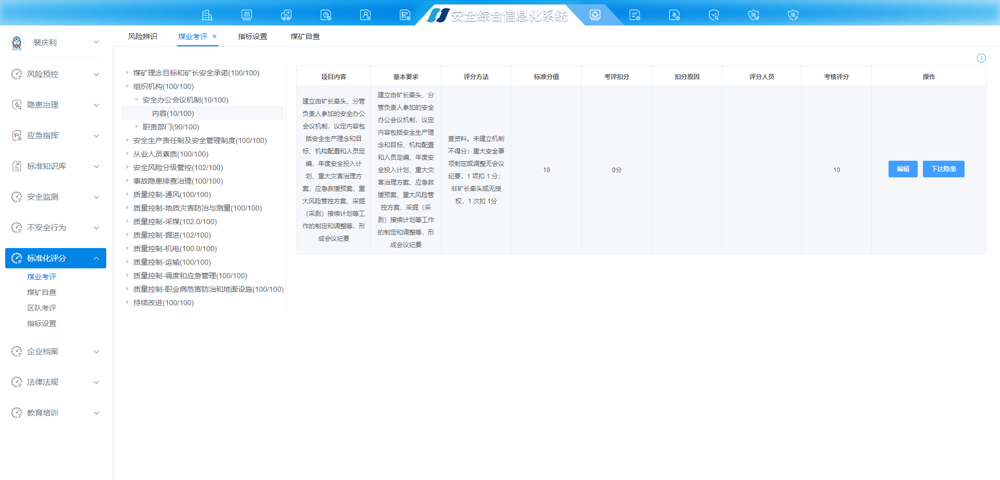 安全综合信息化系统
裴庆利
风险预控
隐患治理
应急指挥
标准知识库
安全监测
不安全行为
标准化评分
煤业考评
煤矿自查
区队考评
指标设置
企业档案
法律法规
教育培训
风险辨识
煤业考评
指标设置
煤矿自查
煤矿理念目标和矿长安全承诺(100/100)
组织机构(100/100)
安全办公会议机制(10/100)
内容(10/100)
职责部门(90/100)
安全生产责任制及安全管理制度(100/100)
从业人员素质(100/100)
安全风险分级管控(102/100)
事故隐患排查治理(100/100)
质量控制-通风(100/100)
质量控制-地质灾害防治与测量(100/100)
质量控制-采煤(102.0/100)
质量控制-掘进(102/100)
质量控制-机电(100.0/100)
质量控制-运输(100/100)
质量控制-调度和应急管理(100/100)
质量控制-职业病危害防治和地面设施(100/100)
持续改进(100/100)
项目内容
基本要求
评分方法
标准分值
考评扣分
扣分原因
评分人员
考核评分
操作
建立由矿长牵头、分管
负责人参加的安全办公
会议机制，议定内容包
括安全生产理念和目
标、机构配置和人员定
编、年度安全投入计
划、重大灾害治理方
案、应急救援预案、重
大风险管控方案、采掘
（采剥）接续计划等工
作的制定和调整等，形
成会议纪要
建立由矿长牵头、分
管负责人参加的安全
办公会议机制，议定
内容包括安全生产理
念和目标、机构配置
和人员定编、年度安
全投入计划、重大灾
害治理方案、应急救
援预案、重大风险管
控方案、采掘（采
剥）接续计划等工作
的制定和调整等，形
成会议纪要
查资料。未建立机制
不得分；重大安全事
项制定或调整无会议
纪要，1 项扣 1 分；
非矿长牵头或无授
权，1 次扣 1分
10
0分
10
编辑
下达隐患